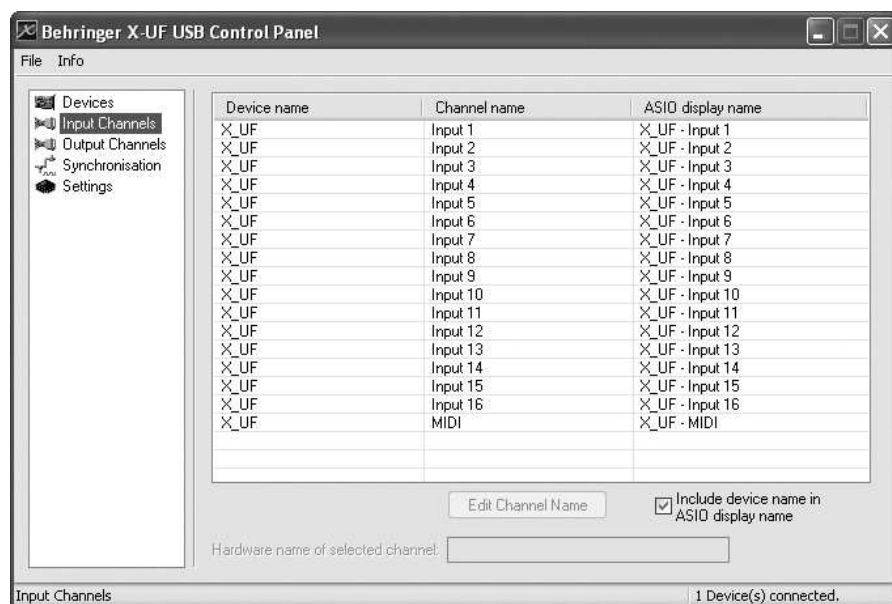 Behringer X-UF USB Control Panel
File Info
Devices
Input Channels
Output Channels
Synchronisation
Settings
Device name Channel name ASIO display name
X_UF Input 1 X_UF - Input 1
X_UF Input 2 X_UF - Input 2
X_UF Input 3 X_UF - Input 3
X_UF Input 4 X_UF - Input 4
X_UF Input 5 X_UF - Input 5
X_UF Input 6 X_UF - Input 6
X_UF Input 7 X_UF - Input 7
X_UF Input 8 X_UF - Input 8
X_UF Input 9 X_UF - Input 9
X_UF Input 10 X_UF - Input 10
X_UF Input 11 X_UF - Input 11
X_UF Input 12 X_UF - Input 12
X_UF Input 13 X_UF - Input 13
X_UF Input 14 X_UF - Input 14
X_UF Input 15 X_UF - Input 15
X_UF Input 16 X_UF - Input 16
X_UF MIDI X_UF - MIDI
Edit Channel Name
Include device name in
ASIO display name
Hardware name of selected channel:
Input Channels
1 Device(s) connected.